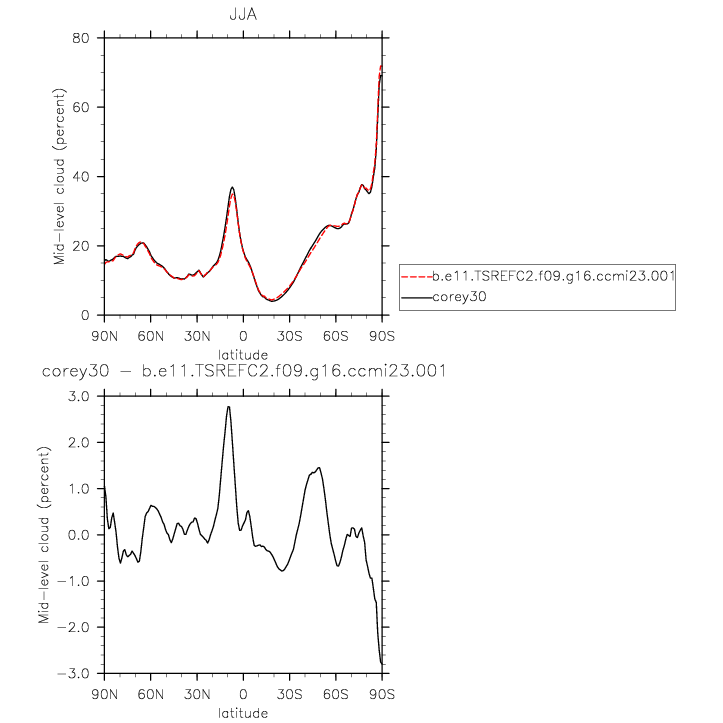 JJA
80
60
40
20
0
Mid-level cloud (percent)
90N 60N 30N 0 30S 60S 90S
latitude
b.e11.TSREFC2.f09.g16.ccmi23.001
corey30
corey30 - b.e11.TSREFC2.f09.g16.ccmi23.001
3.0
2.0
1.0
0.0
-1.0
-2.0
-3.0
Mid-level cloud (percent)
90N 60N 30N 0 30S 60S 90S
latitude